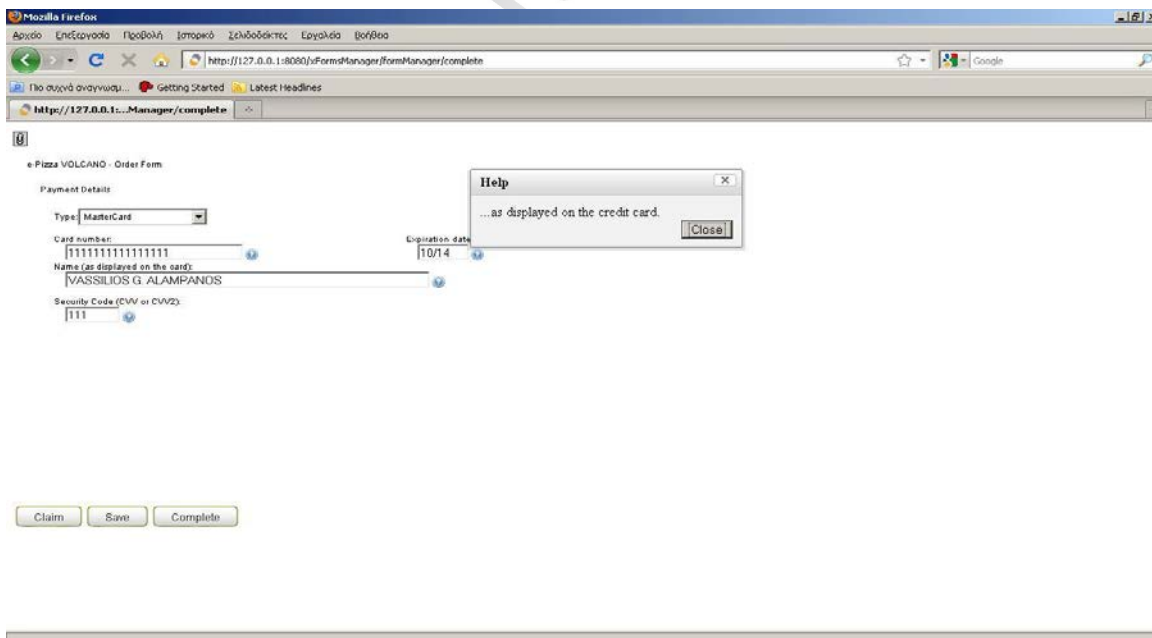 Mozilla Firefox
Αρχείο Επεξεργασία Προβολή Ιστορικό Σελιδοδείκτες Εργαλεία Βοήθεια
http://127.0.0.1:8080/xFormsManager/formManager/complete
Google
Πιο συχνά αναγνωσμ... Getting Started Latest Headlines
http://127.0.0.1:...Manager/complete
e-Pizza VOLCANO - Order Form
Payment Details
Help
...as displayed on the credit card.
Close
Type: MasterCard
Card number: Expiration date
1111111111111111 10/14
Name (as displayed on the card):
VASSILIOS G. ALAMPANOS
Security Code (CVV or CVV2):
111
Claim Save Complete